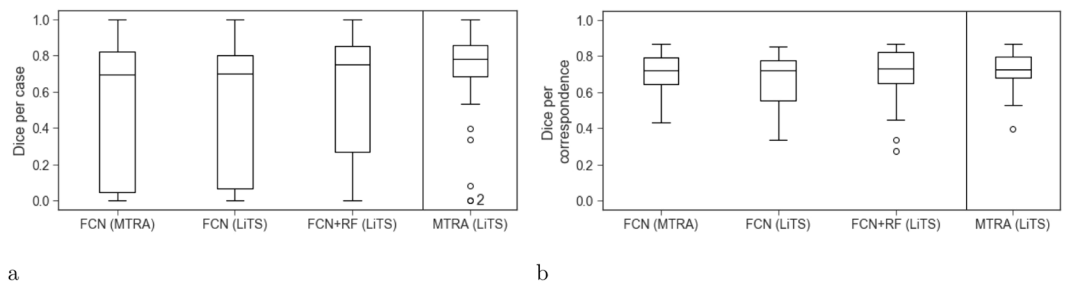 Dice per case
1.0
0.8
0.6
0.4
0.2
0.0
2
FCN (MTRA) FCN (LiTS) FCN+RF (LiTS) MTRA (LiTS)
a
Dice per
correspondence
1.0
0.8
0.6
0.4
0.2
0.0
FCN (MTRA) FCN (LiTS) FCN+RF (LiTS) MTRA (LiTS)
b